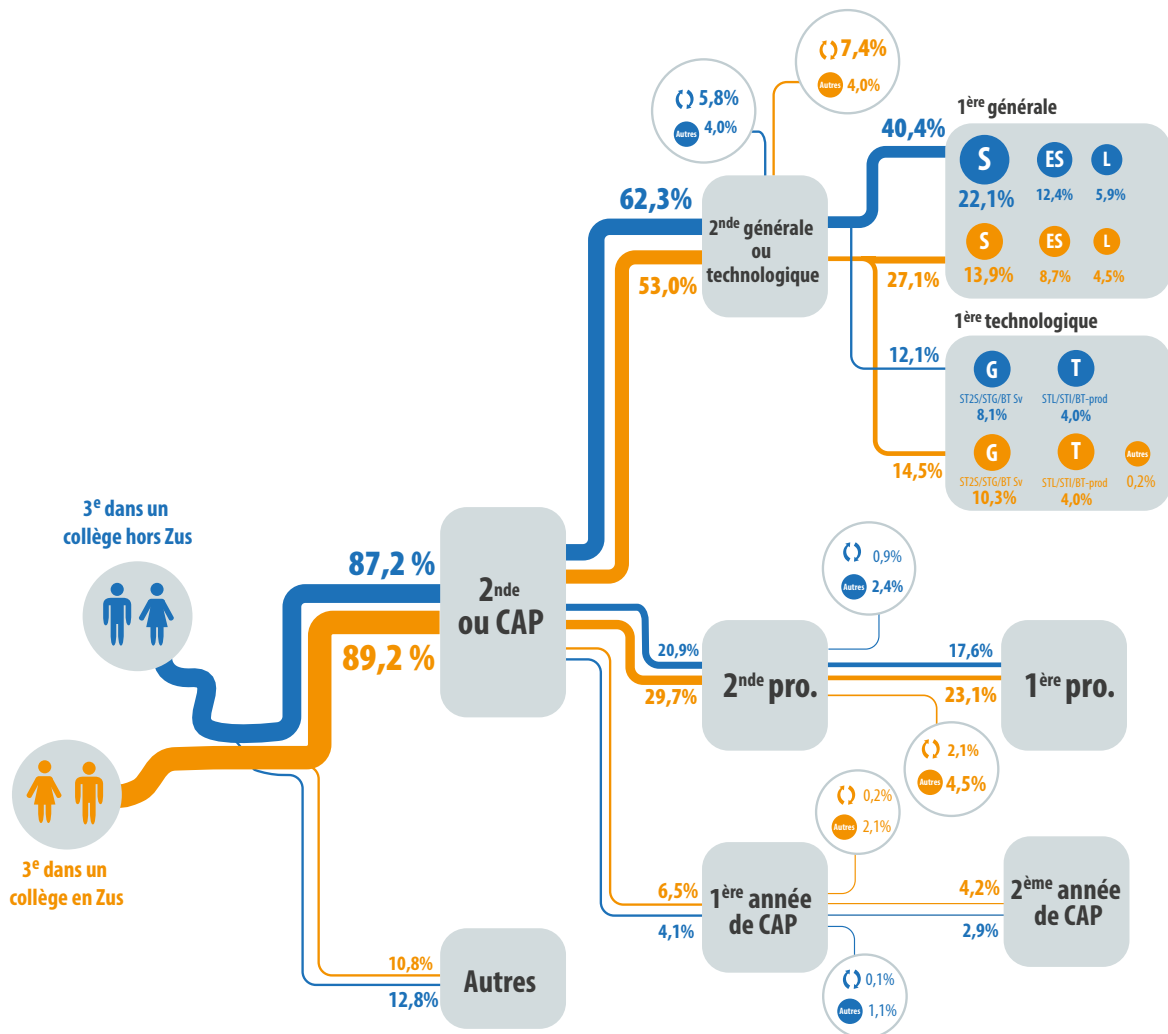 7,4%
Autres 4,0%
5,8%
Autres 4,0%
1ère générale
40,4%
S ES L
22,1% 12,4% 5,9%
S ES L
13,9% 8,7% 4,5%
62,3%
2nde générale
ou
technologique
53,0%
27,1%
1ère technologique
12,1%
G T
ST2S/STG/BT Sv STL/STI/BT-prod
8,1% 4,0%
G T Autres
14,5%
ST2S/STG/BT Sv STL/STI/BT-prod 0,2%
10,3% 4,0%
3e dans un
collège hors Zus
87,2 %
2nde
ou CAP
89,2 %
0,9%
Autres 2,4%
20,9%
2nde pro.
29,7%
17,6%
1ère pro.
23,1%
2,1%
Autres 4,5%
3e dans un
collège en Zus
0,2%
Autres 2,1%
6,5%
1ère année
de CAP
4,1%
4,2%
2ème année
de CAP
2,9%
0,1%
Autres 1,1%
10,8%
Autres
12,8%